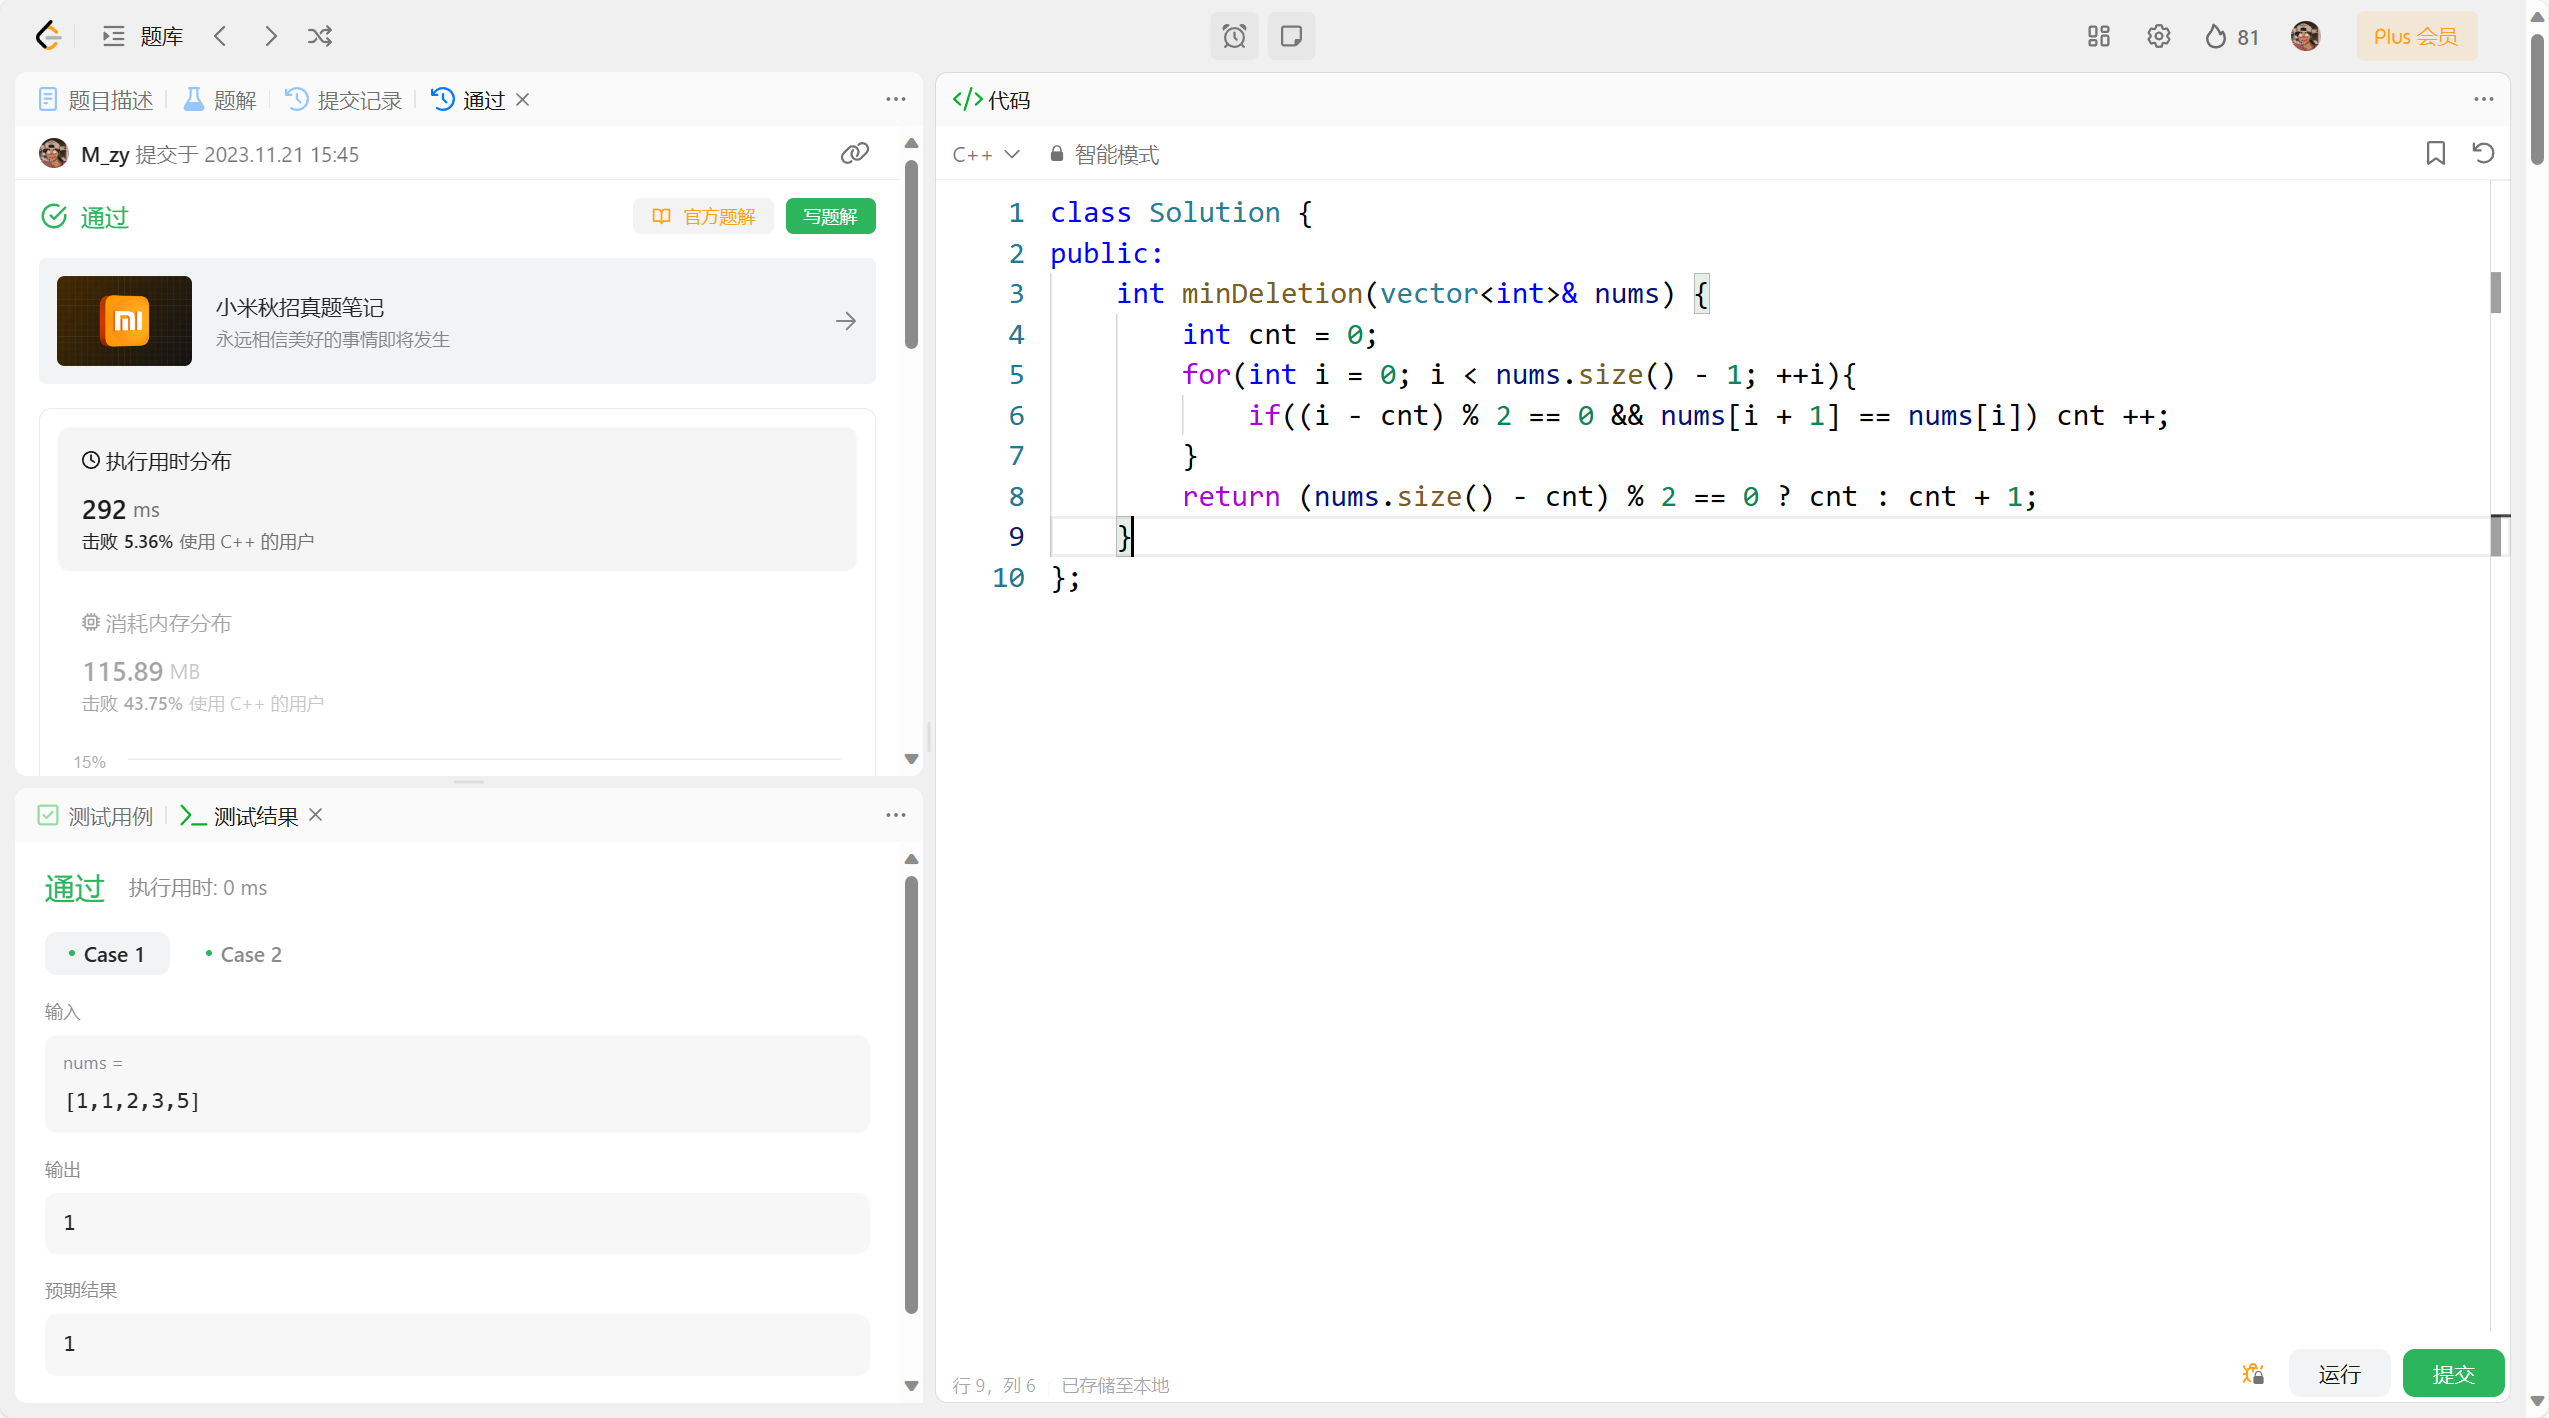 题库
81
Plus 会员
题目描述
题解
提交记录
通过
M_zy 提交于 2023.11.21 15:45
通过
官方题解
写题解
mi
小米秋招真题笔记
永远相信美好的事情即将发生
执行用时分布
292 ms
击败 5.36% 使用 C++ 的用户
消耗内存分布
115.89 MB
击败 43.75% 使用 C++ 的用户
15%
测试用例
测试结果
通过 执行用时: 0 ms
Case 1
Case 2
输入
nums =
[1,1,2,3,5]
输出
1
预期结果
1
</> 代码
C++
智能模式
1 class Solution {
2 public:
3     int minDeletion(vector<int>& nums) {
4         int cnt = 0;
5         for(int i = 0; i < nums.size() - 1; ++i){
6             if((i - cnt) % 2 == 0 && nums[i + 1] == nums[i]) cnt ++;
7         }
8         return (nums.size() - cnt) % 2 == 0 ? cnt : cnt + 1;
9     }
10 };
行 9, 列 6
已存储至本地
运行
提交